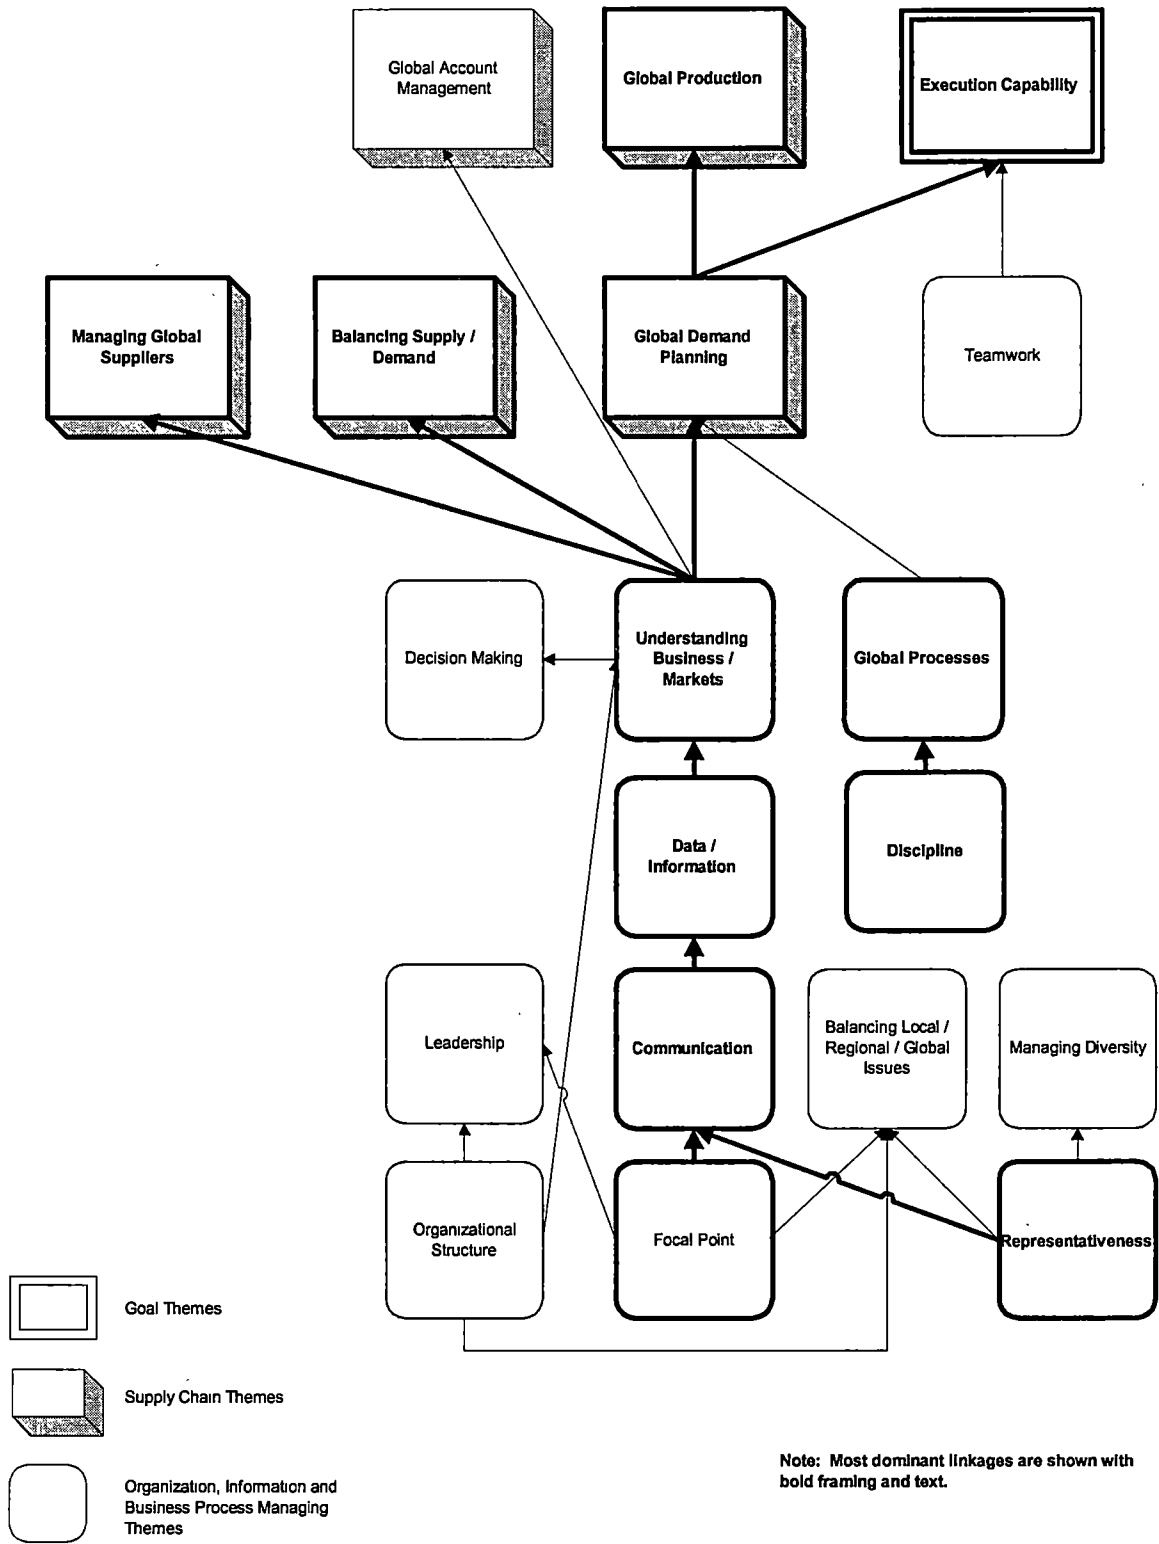 Global Account
Management
Global Production
Execution Capability
Managing Global
Suppliers
Balancing Supply /
Demand
Global Demand
Planning
Teamwork
Decision Making
Understanding
Business /
Markets
Global Processes
Data /
Information
Discipline
Leadership
Communication
Balancing Local /
Regional / Global
Issues
Managing Diversity
Organizational
Structure
Focal Point
Representativeness
Goal Themes
Supply Chain Themes
Organization, Information and
Business Process Managing
Themes
Note: Most dominant linkages are shown with
bold framing and text.